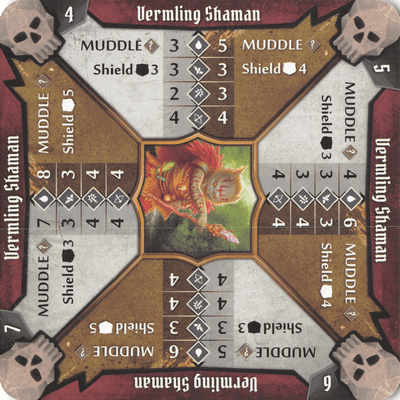 4
Vermling Shaman
MUDDLE ? 3 5 MUDDLE ?
Shield 3 3 3 Shield 4
2 3
4 4
5
Vermling Shaman
MUDDLE ? 4 6 MUDDLE ?
Shield 3 3 3 Shield 4
3 4
4 4
6
Vermling Shaman
MUDDLE ? 5 6 MUDDLE ?
Shield 3 3 3 Shield 5
3 4
4 4
7
Vermling Shaman
MUDDLE ? 7 8 MUDDLE ?
Shield 3 3 3 Shield 5
3 4
4 4